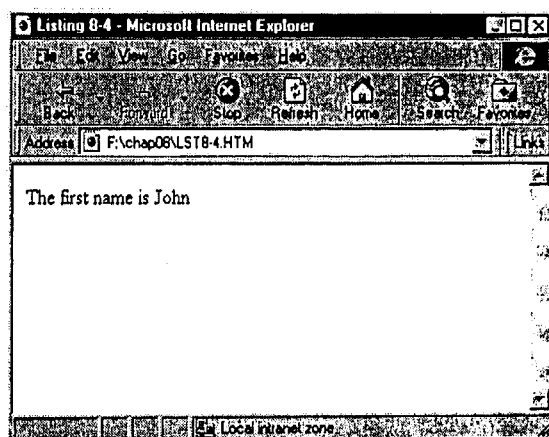 Listing 8-4 - Microsoft Internet Explorer
File Edit View Go Favorites Help
Back Forward Stop Refresh Home Search Favorites
Address F:\chap08\LST8-4.HTM Links
The first name is John
Local intranet zone